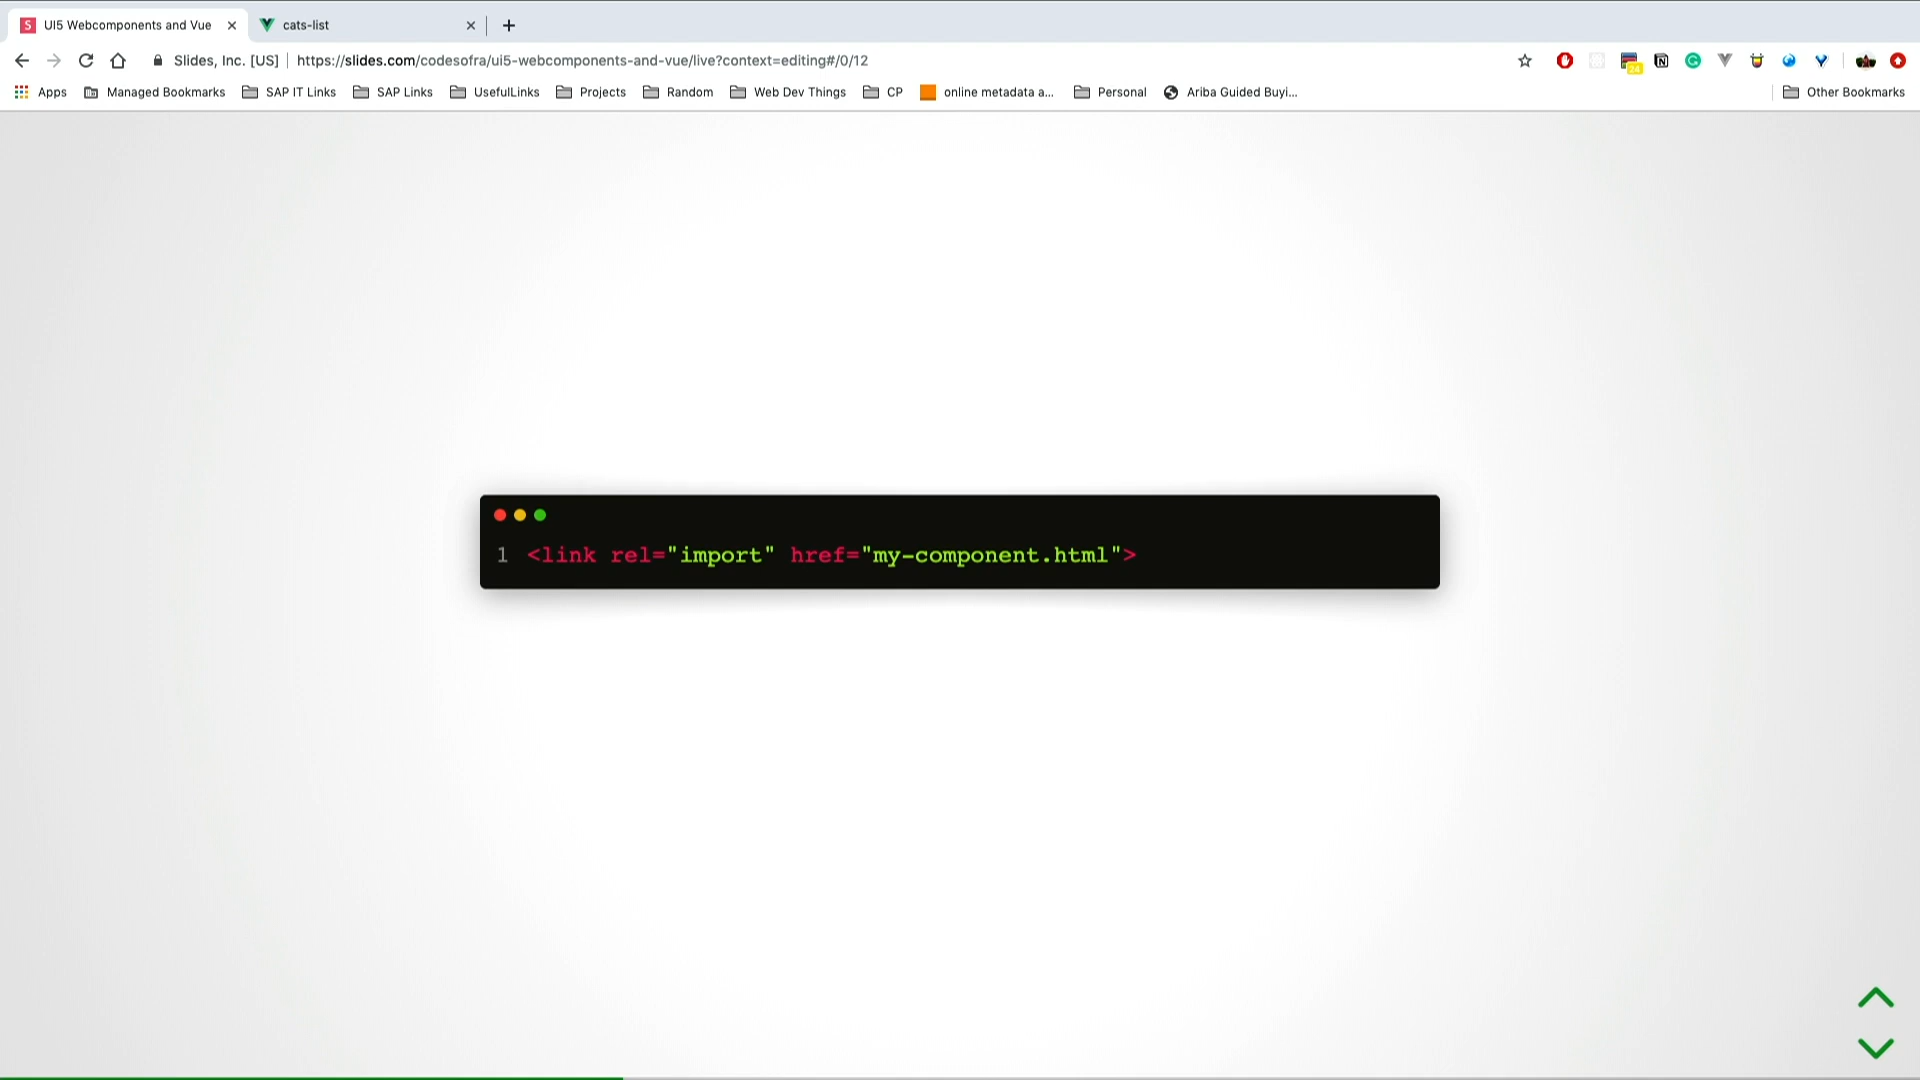 UI5 Webcomponents and Vue
cats-list
Slides, Inc. [US] https://slides.com/codesofra/ui5-webcomponents-and-vue/live?context=editing#/0/12
24
Apps Managed Bookmarks SAP IT Links SAP Links UsefulLinks Projects Random Web Dev Things CP online metadata a... Personal Ariba Guided Buyi... Other Bookmarks
1 <link rel="import" href="my-component.html">